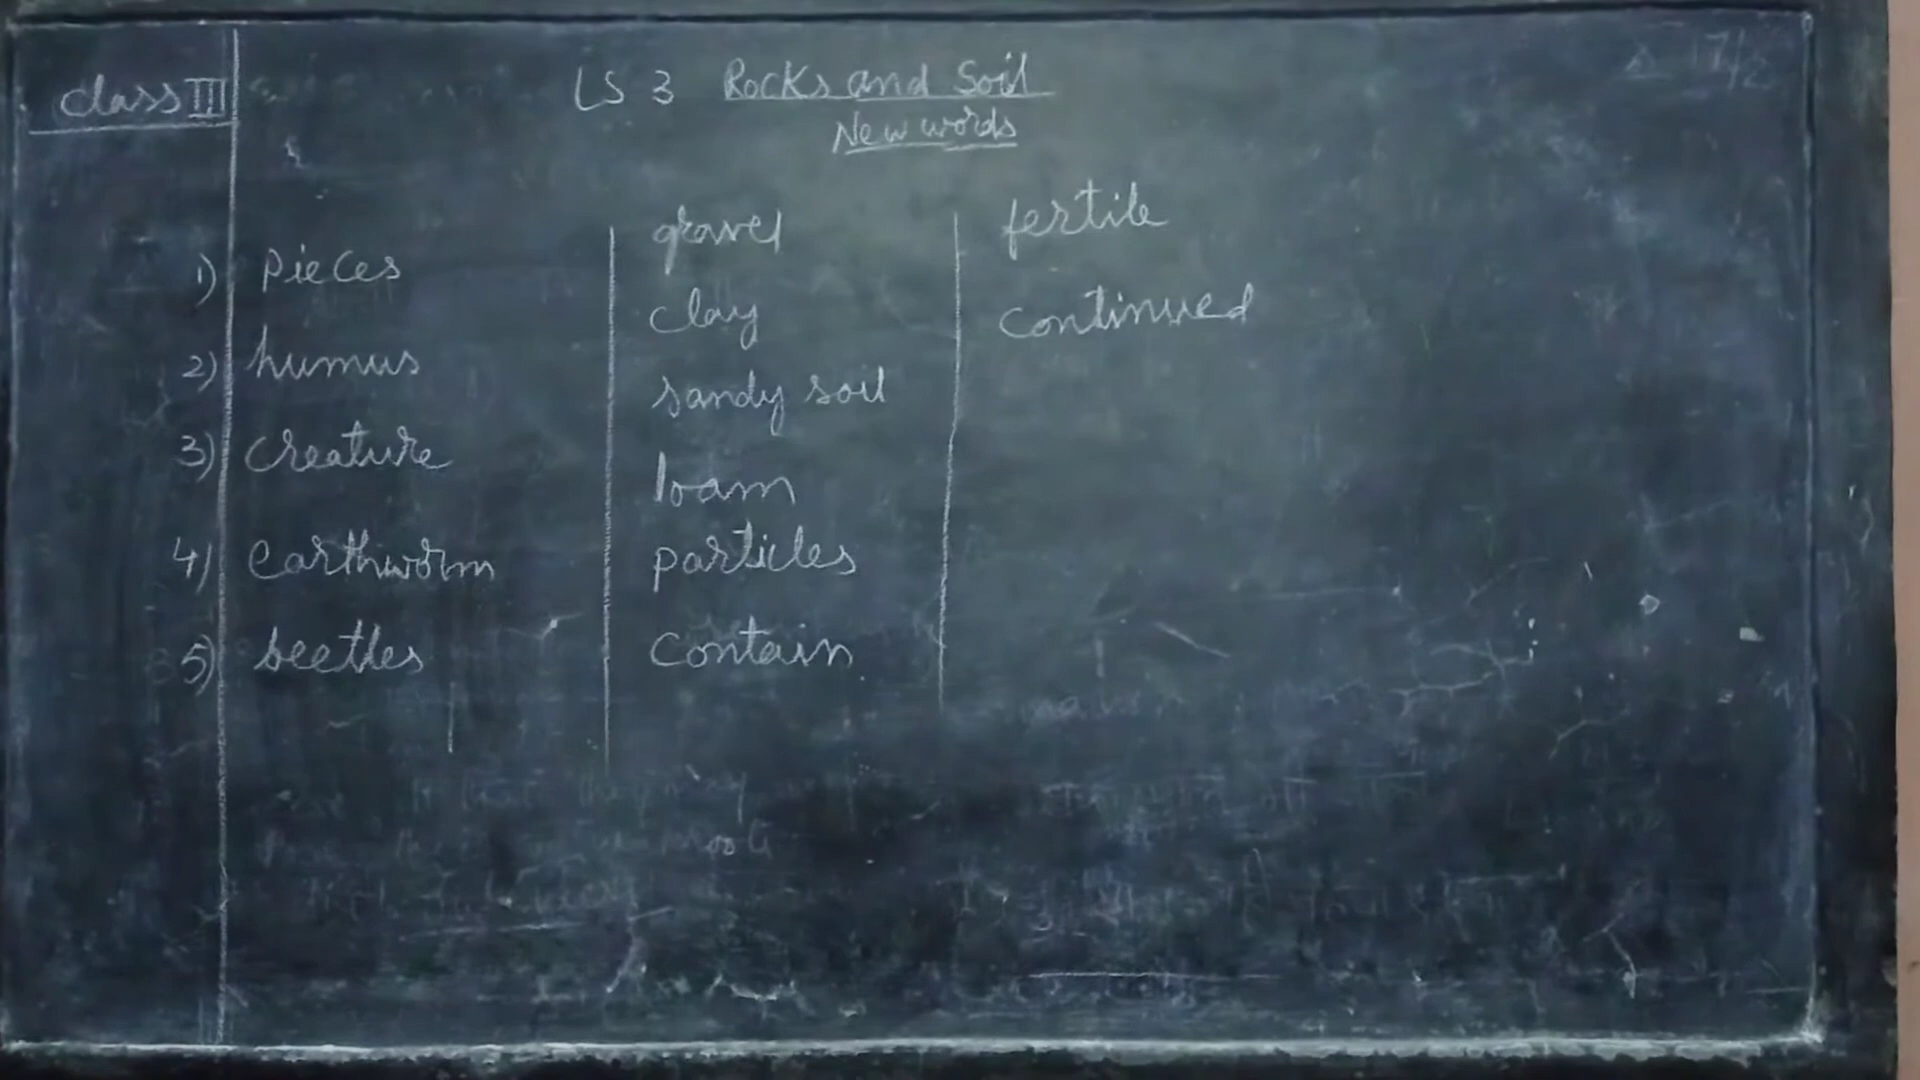 Class III
LS 3 Rocks and Soil
New words
1) Pieces
2) humus
3) Creature
4) earthworm
5) beetles
gravel
clay
sandy soil
loam
particles
contain
fertile
continued